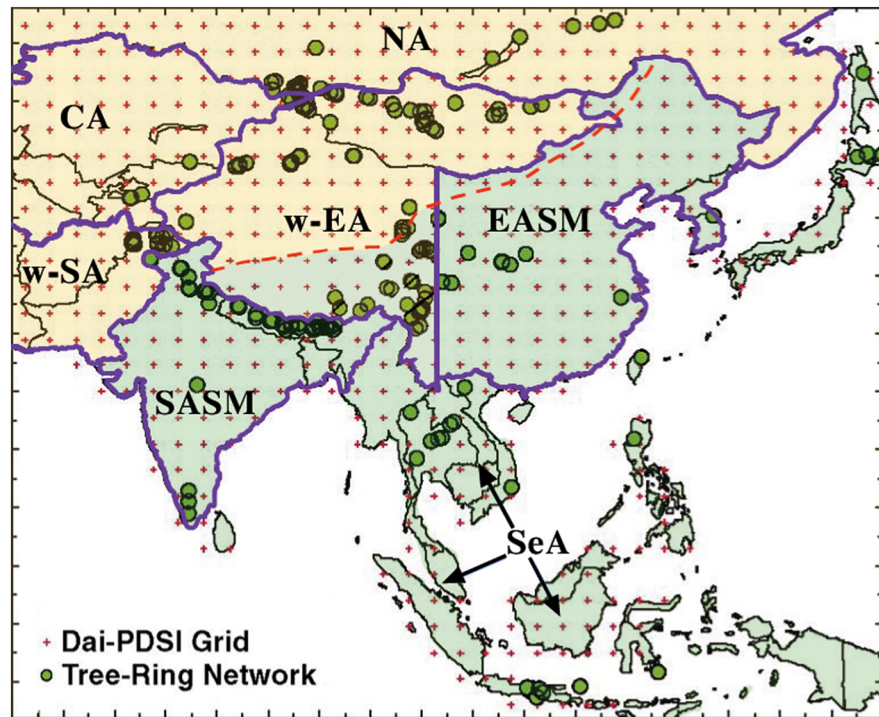 NA
CA
w-EA
EASM
w-SA
SASM
SeA
Dai-PDSI Grid
Tree-Ring Network